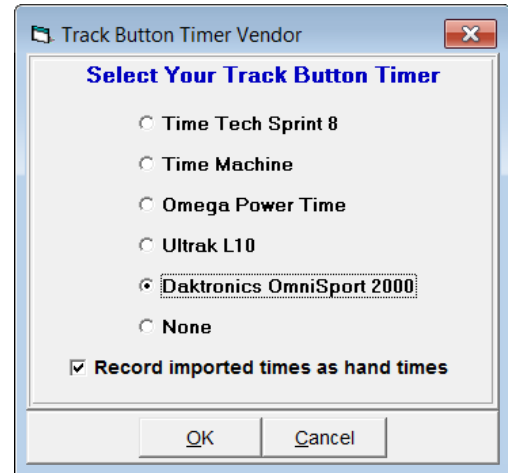 Track Button Timer Vendor
Select Your Track Button Timer
Time Tech Sprint 8
Time Machine
Omega Power Time
Ultrak L10
Daktronics OmniSport 2000
None
Record imported times as hand times
OK Cancel